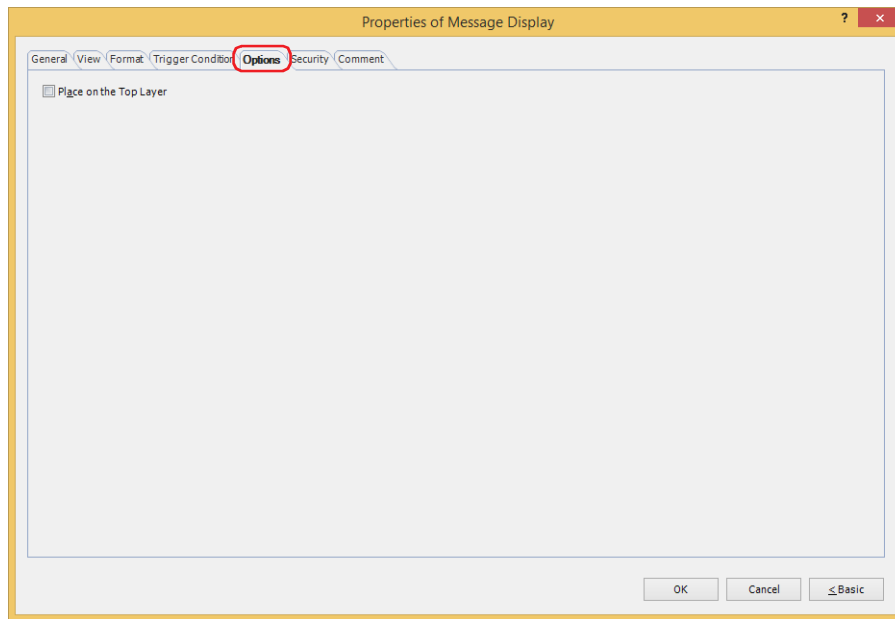 Properties of Message Display
? ×
General View Format Trigger Condition Options Security Comment
Place on the Top Layer
OK Cancel < Basic